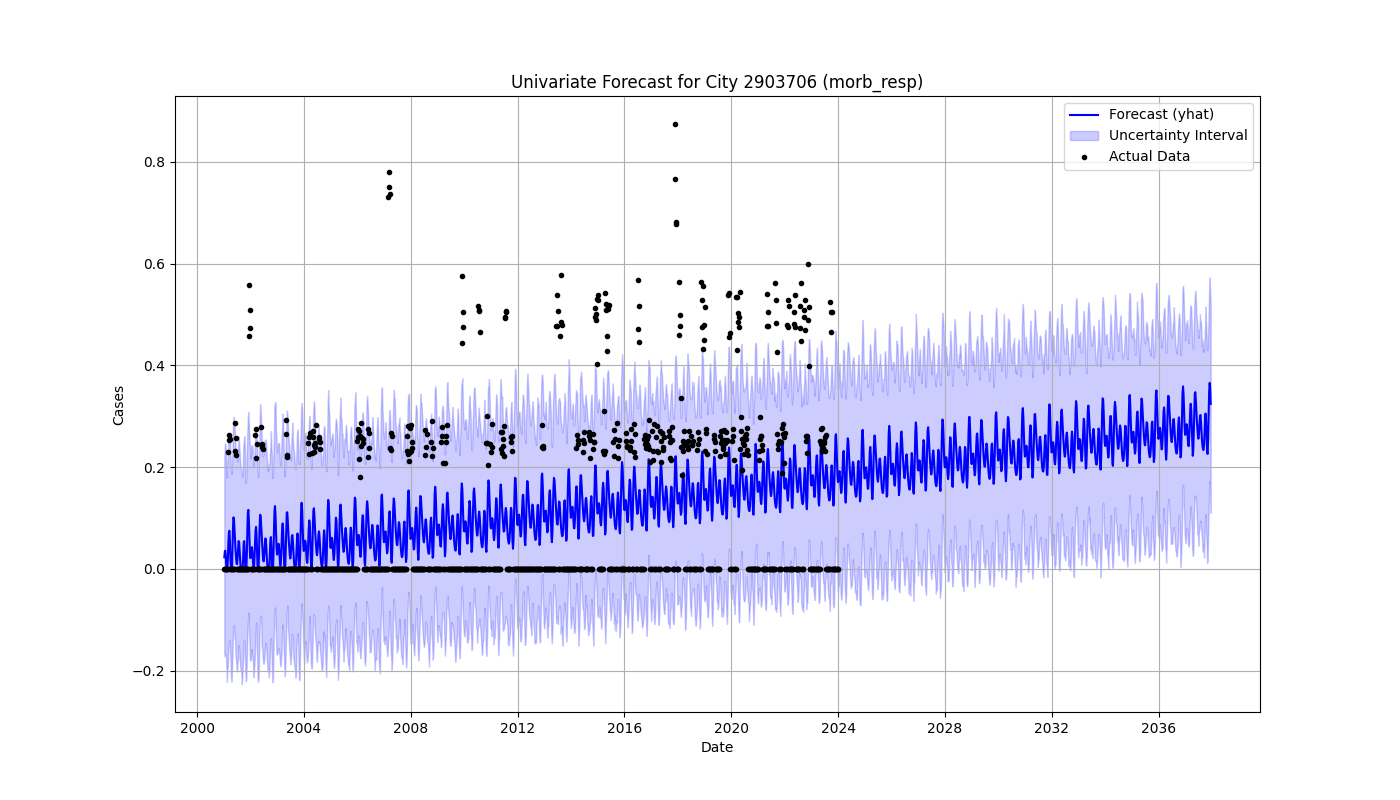 Univariate Forecast for City 2903706 (morb_resp)
Forecast (yhat)
Uncertainty Interval
Actual Data
Cases
0.8
0.6
0.4
0.2
0.0
−0.2
2000 2004 2008 2012 2016 2020 2024 2028 2032 2036
Date